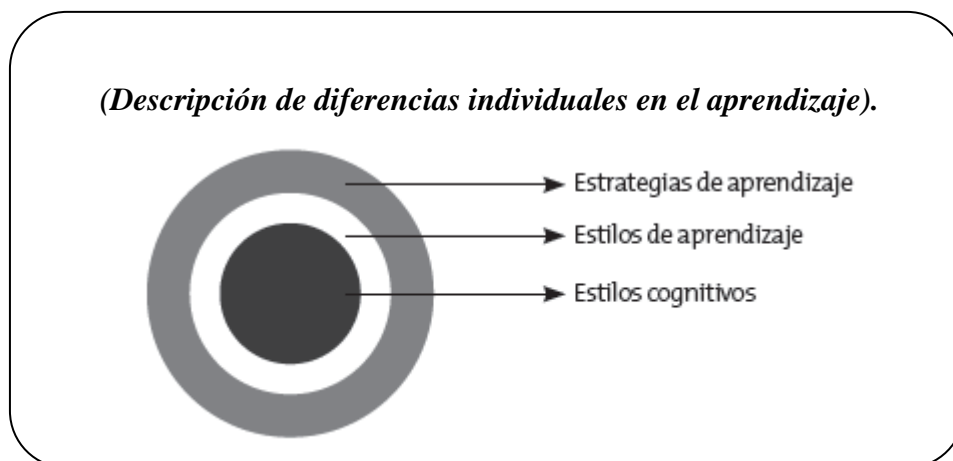 (Descripción de diferencias individuales en el aprendizaje).
Estrategias de aprendizaje
Estilos de aprendizaje
Estilos cognitivos